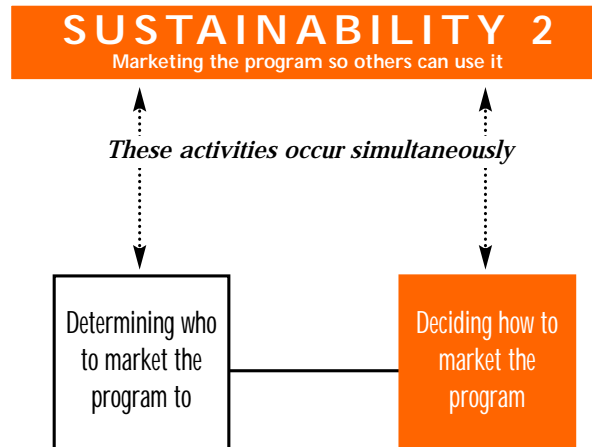 SUSTAINABILITY 2
Marketing the program so others can use it
These activities occur simultaneously
Determining who
to market the
program to
Deciding how to
market the
program